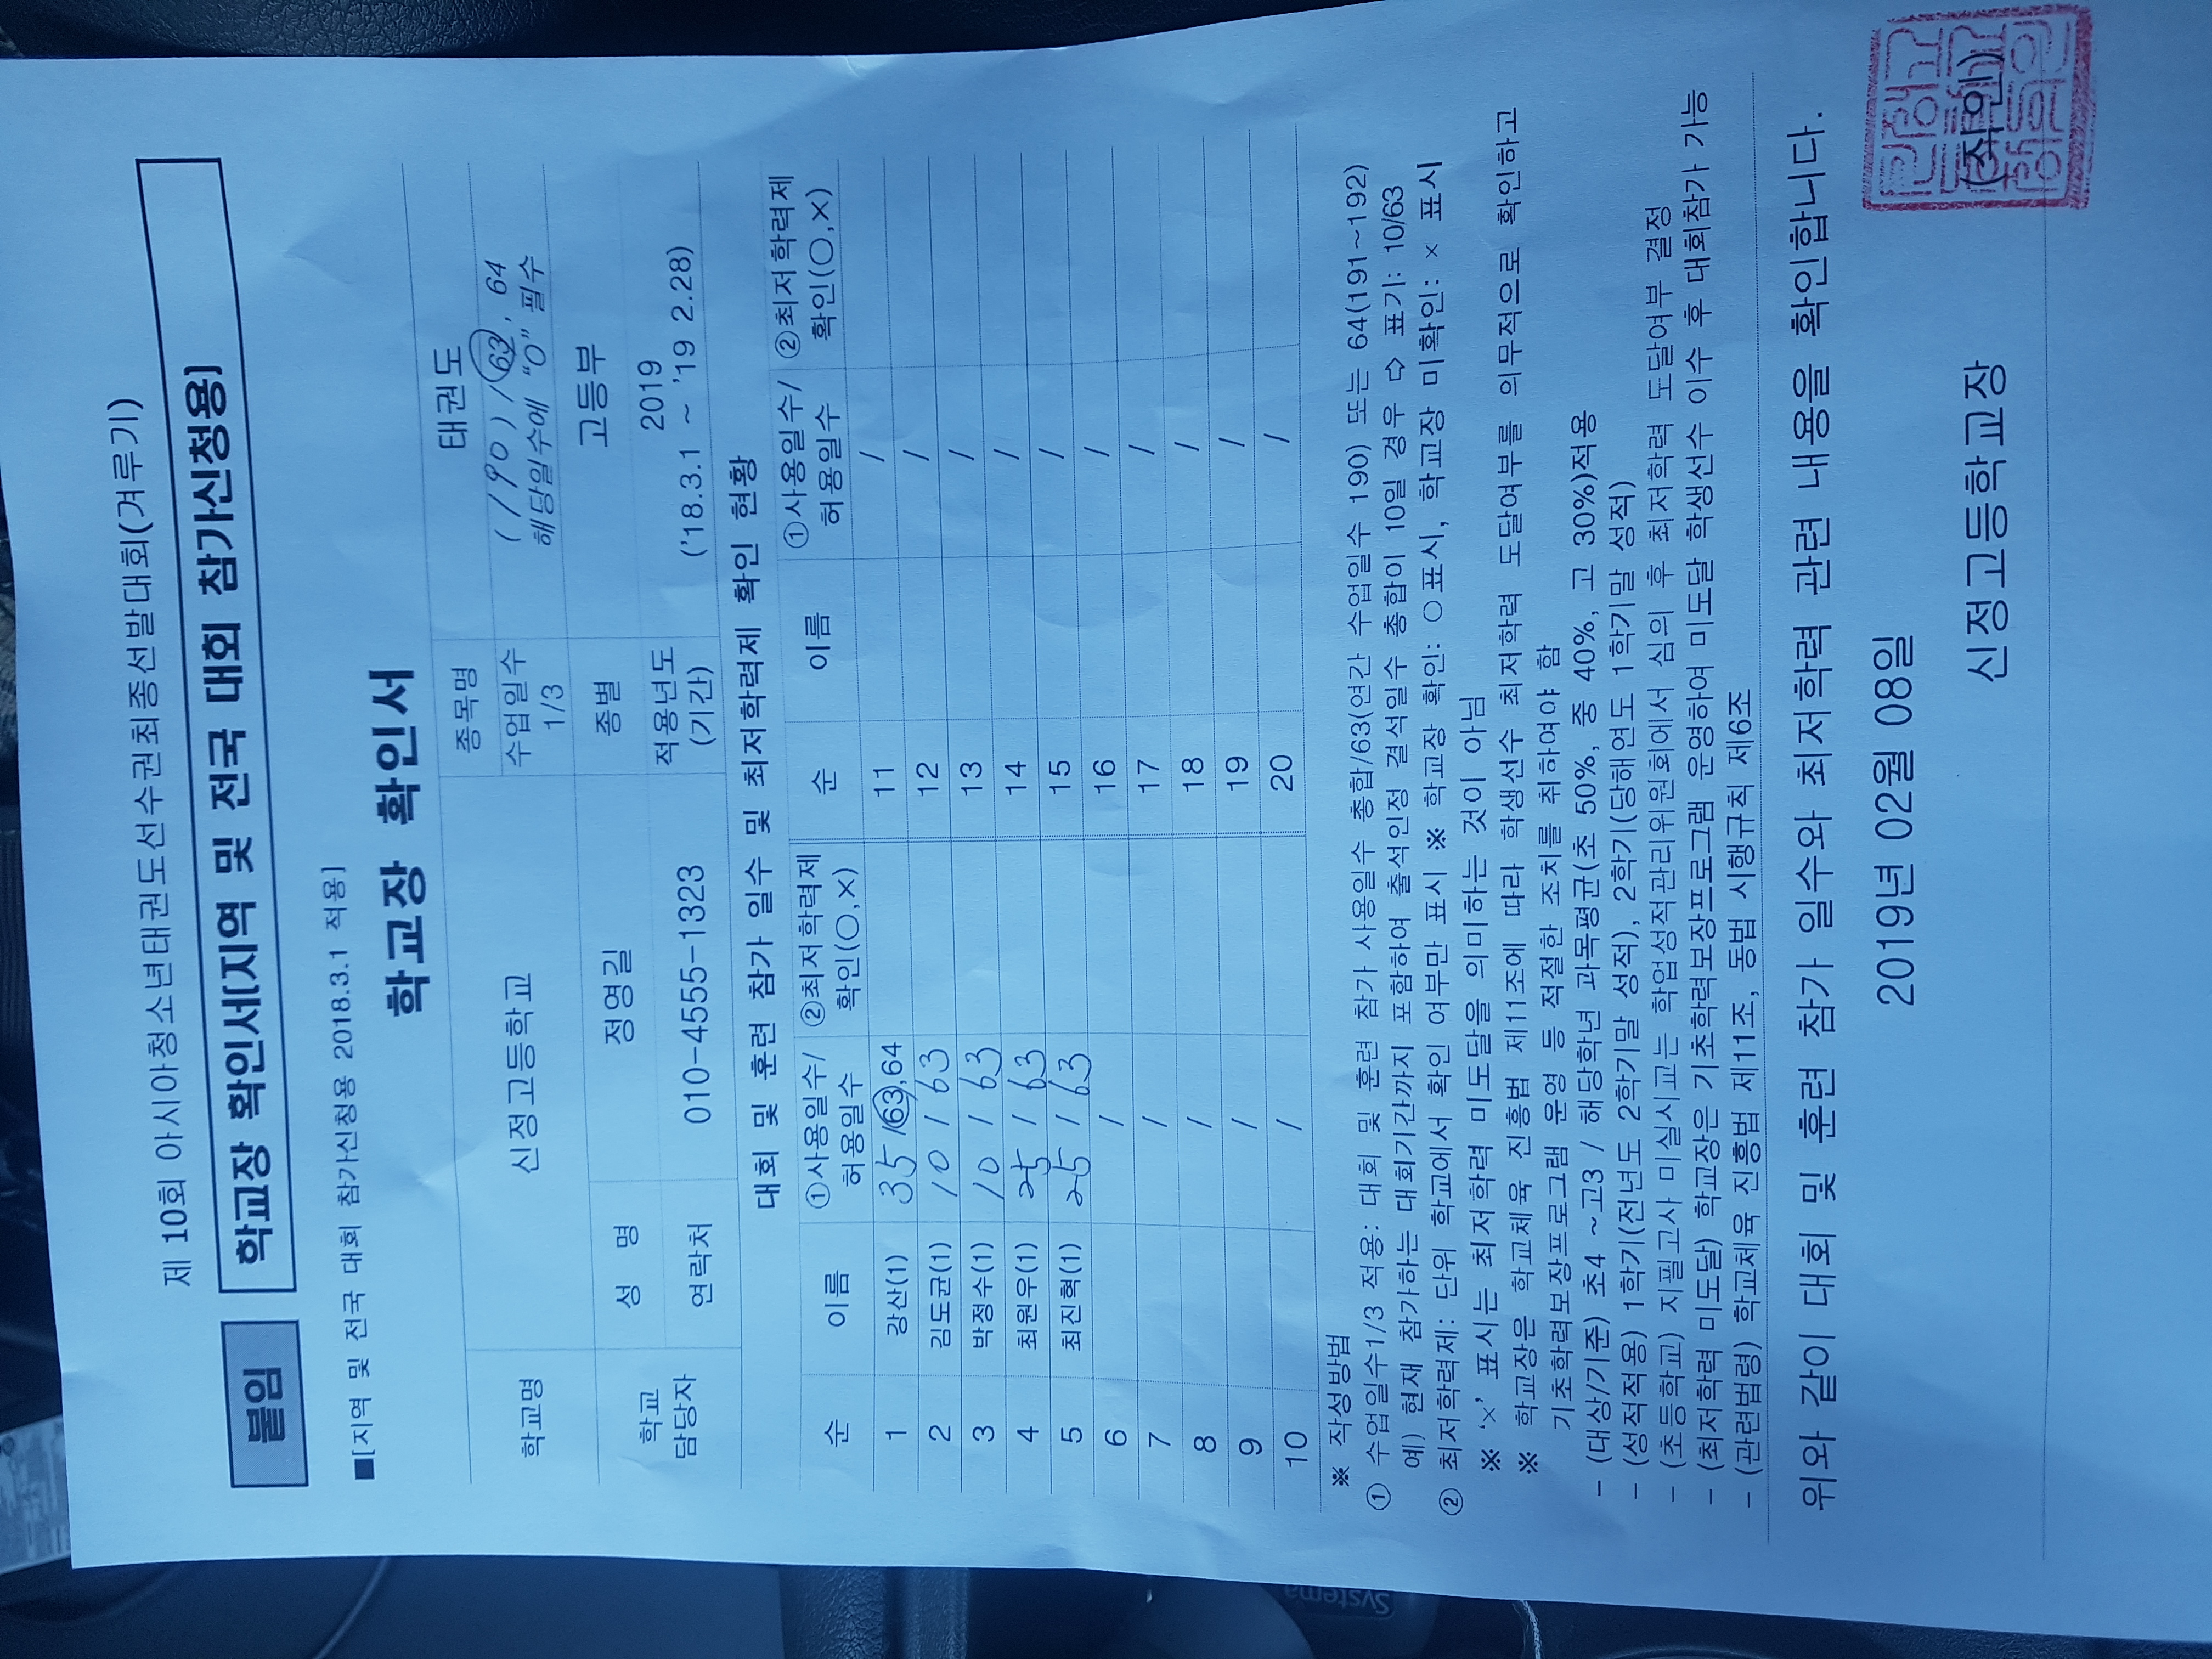 제 10회 아시아청소년태권도선수권최종선발대회(겨루기)
붙임 학교장 확인서[지역 및 전국 대회 참가신청용]
■[지역 및 전국 대회 참가신청용 2018.3.1 적용]
학교장 확인서
학교명 신정고등학교 종목명 태권도
수업일수 1/3 (190) / 63, 64
해당일수에 "O" 필수
학교 담당자 성 명 정영길 종별 고등부
연락처 010-4555-1323 적용년도 (기간) 2019
('18.3.1 ~ '19 2.28)
대회 및 훈련 참가 일수 및 최저학력제 확인 현황
순 이름 ①사용일수/허용일수 ②최저학력제 확인(○,×) 순 이름 ①사용일수/허용일수 ②최저학력제 확인(○,×)
1 강산(1) 35 /63,64 11 /
2 김도균(1) 10 / 63 12 /
3 박정수(1) 10 / 63 13 /
4 최원우(1) 25 / 63 14 /
5 최진혁(1) 25 / 63 15 /
6 / 16 /
7 / 17 /
8 / 18 /
9 / 19 /
10 / 20 /
※ 작성방법
① 수업일수1/3 적용: 대회 및 훈련 참가 사용일수 총합/63(연간 수업일수 190) 또는 64(191~192)
예) 현재 참가하는 대회기간까지 포함하여 출석인정 결석일수 총합이 10일 경우 ⇨ 표기: 10/63
② 최저학력제: 단위 학교에서 확인 여부만 표시 ※ 학교장 확인: ○표시, 학교장 미확인: × 표시
※ '×' 표시는 최저학력 미도달을 의미하는 것이 아님
※ 학교장은 학교체육 진흥법 제11조에 따라 학생선수 최저학력 도달여부를 의무적으로 확인하고
기초학력보장프로그램 운영 등 적절한 조치를 취하여야 함
- (대상/기준) 초4 ~고3 / 해당학년 과목평균(초 50%, 중 40%, 고 30%)적용
- (성적적용) 1학기(전년도 2학기말 성적), 2학기(당해연도 1학기말 성적)
- (초등학교) 지필고사 미실시교는 학업성적관리위원회에서 심의 후 최저학력 도달여부 결정
- (최저학력 미도달) 학교장은 기초학력보장프로그램 운영하여 미도달 학생선수 이수 후 대회참가 가능
- (관련법령) 학교체육 진흥법 제11조, 동법 시행규칙 제6조
위와 같이 대회 및 훈련 참가 일수와 최저학력 관련 내용을 확인합니다.
2019년 02월 08일
신정고등학교장 (직인)
Systema